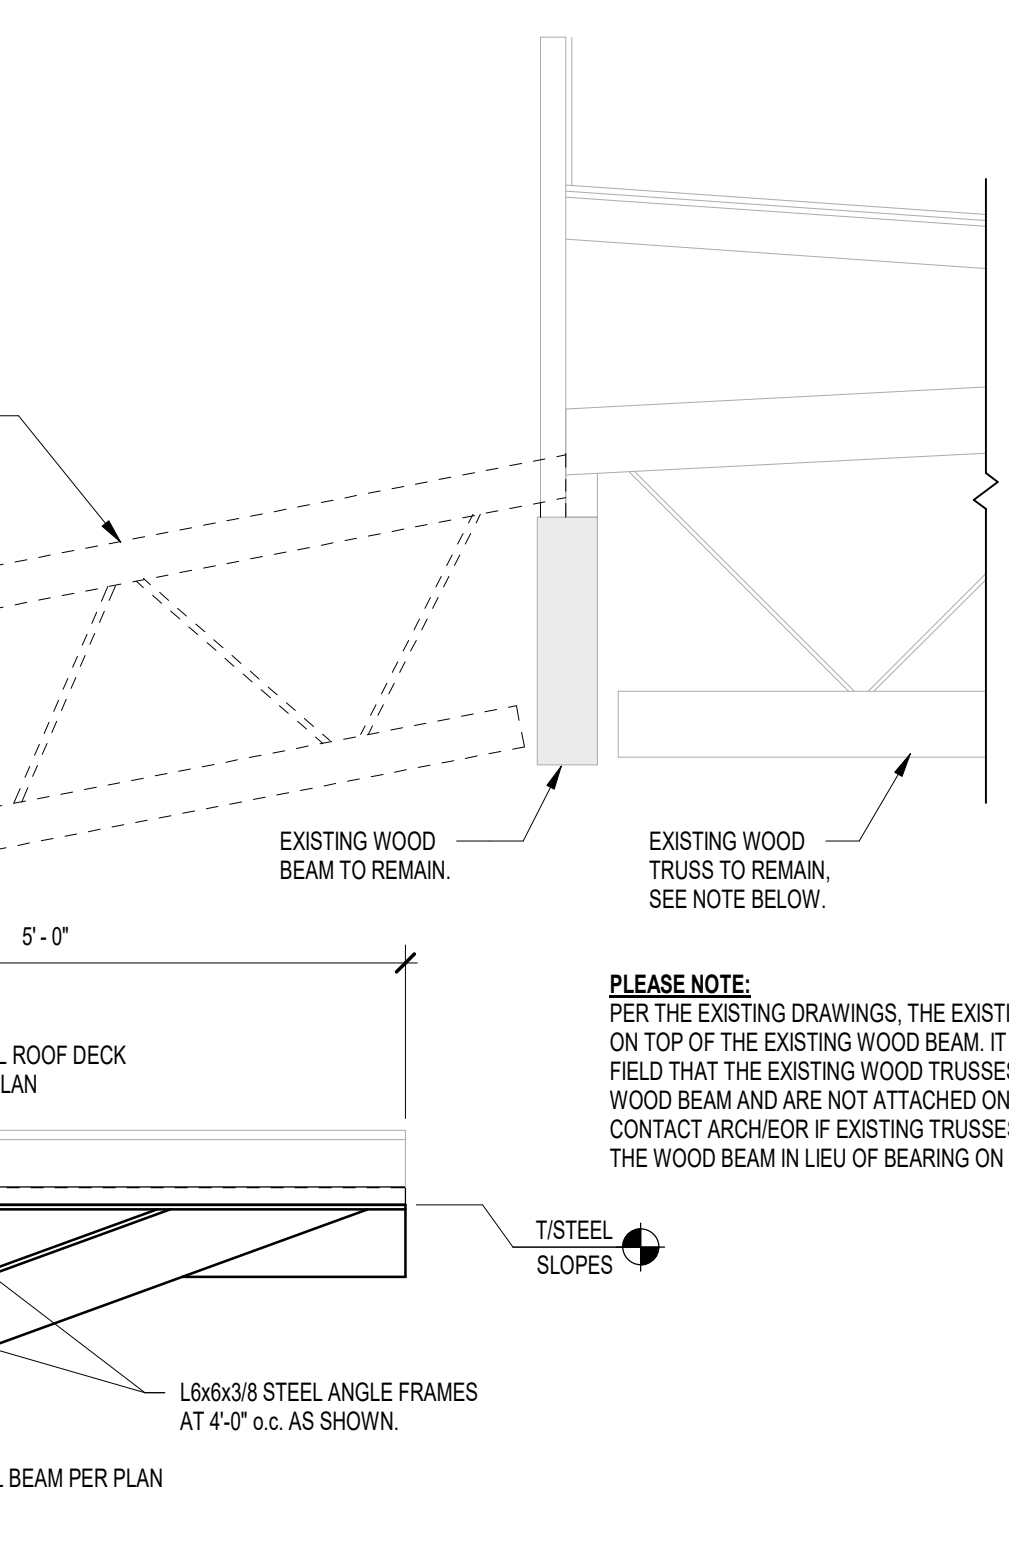 EXISTING WOOD
BEAM TO REMAIN.
EXISTING WOOD
TRUSS TO REMAIN,
SEE NOTE BELOW.
5' - 0"
PLEASE NOTE:
PER THE EXISTING DRAWINGS, THE EXISTI
ON TOP OF THE EXISTING WOOD BEAM. IT
FIELD THAT THE EXISTING WOOD TRUSSES
WOOD BEAM AND ARE NOT ATTACHED ON
CONTACT ARCH/EOR IF EXISTING TRUSSES
THE WOOD BEAM IN LIEU OF BEARING ON
L ROOF DECK
LAN
T/STEEL
SLOPES
L6x6x3/8 STEEL ANGLE FRAMES
AT 4'-0" o.c. AS SHOWN.
L BEAM PER PLAN